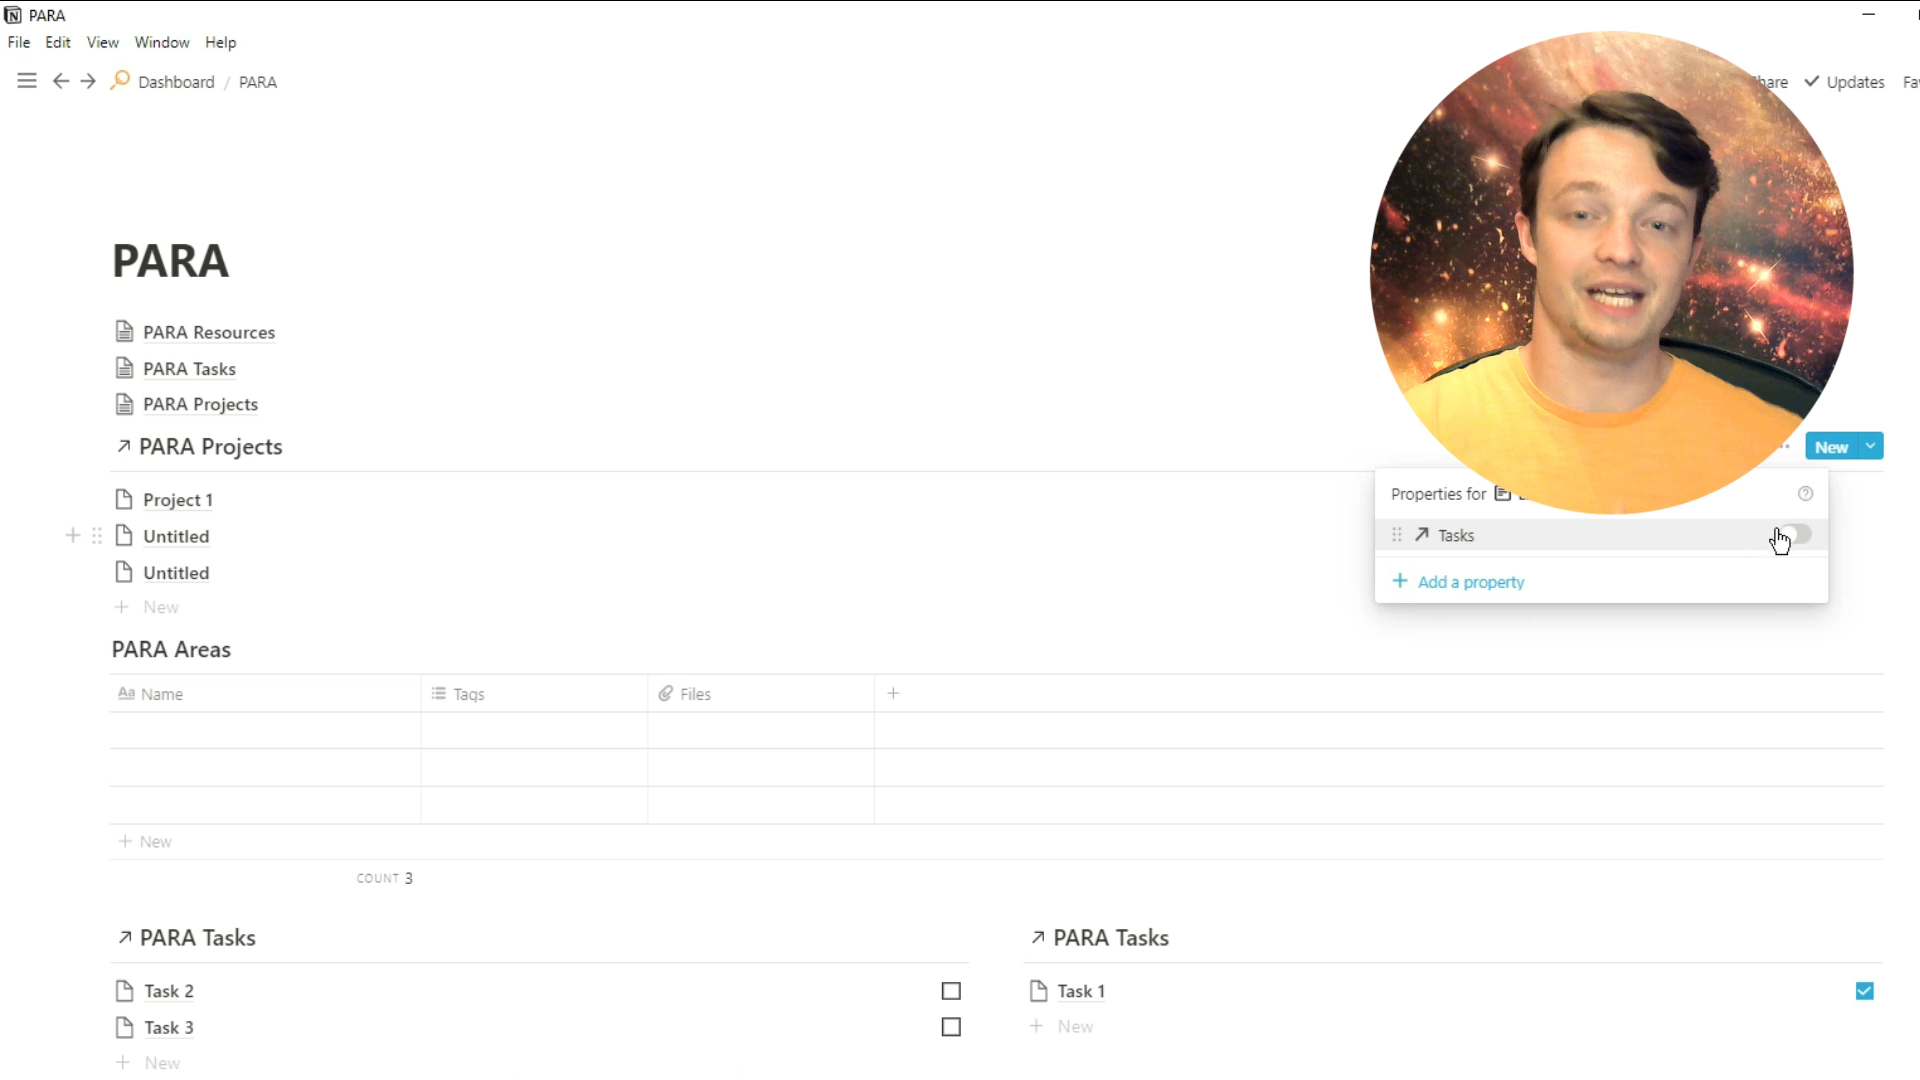 PARA
File Edit View Window Help
Dashboard / PARA
Updates
PARA
PARA Resources
PARA Tasks
PARA Projects
PARA Projects
New
Project 1
Properties for
Untitled
Tasks
Untitled
+ Add a property
+ New
PARA Areas
Aa Name Tags Files +
+ New
COUNT 3
PARA Tasks
PARA Tasks
Task 2
Task 1
Task 3
+ New
+ New